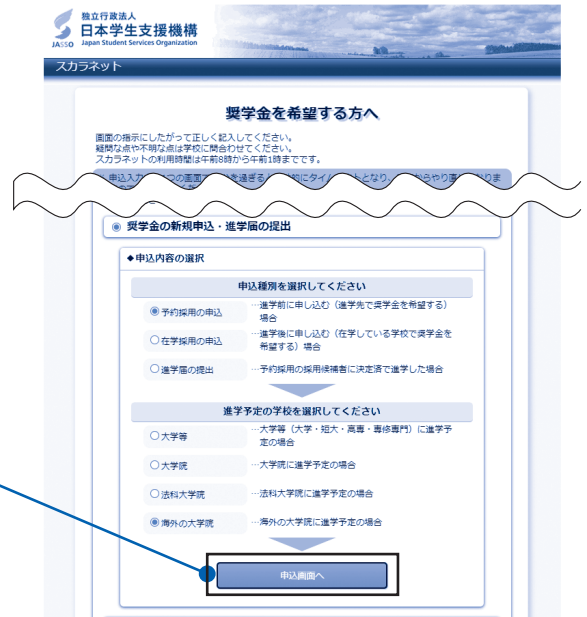 独立行政法人
日本学生支援機構
JASSO Japan Student Services Organization
スカラネット
奨学金を希望する方へ
画面の指示にしたがって正しく記入してください。
疑問な点や不明な点は学校に問合わせてください。
スカラネットの利用時間は午前8時から午前1時までです。
奨学金の新規申込・進学届の提出
◆申込内容の選択
申込種別を選択してください
予約採用の申込 …進学前に申し込む（進学先で奨学金を希望する）
場合
在学採用の申込 …進学後に申し込む（在学している学校で奨学金を
希望する）場合
進学届の提出 …予約採用の採用候補者に決定済で進学した場合
進学予定の学校を選択してください
大学等 …大学等（大学・短大・高専・専修専門）に進学予
定の場合
大学院 …大学院に進学予定の場合
法科大学院 …法科大学院に進学予定の場合
海外の大学院 …海外の大学院に進学予定の場合
申込画面へ